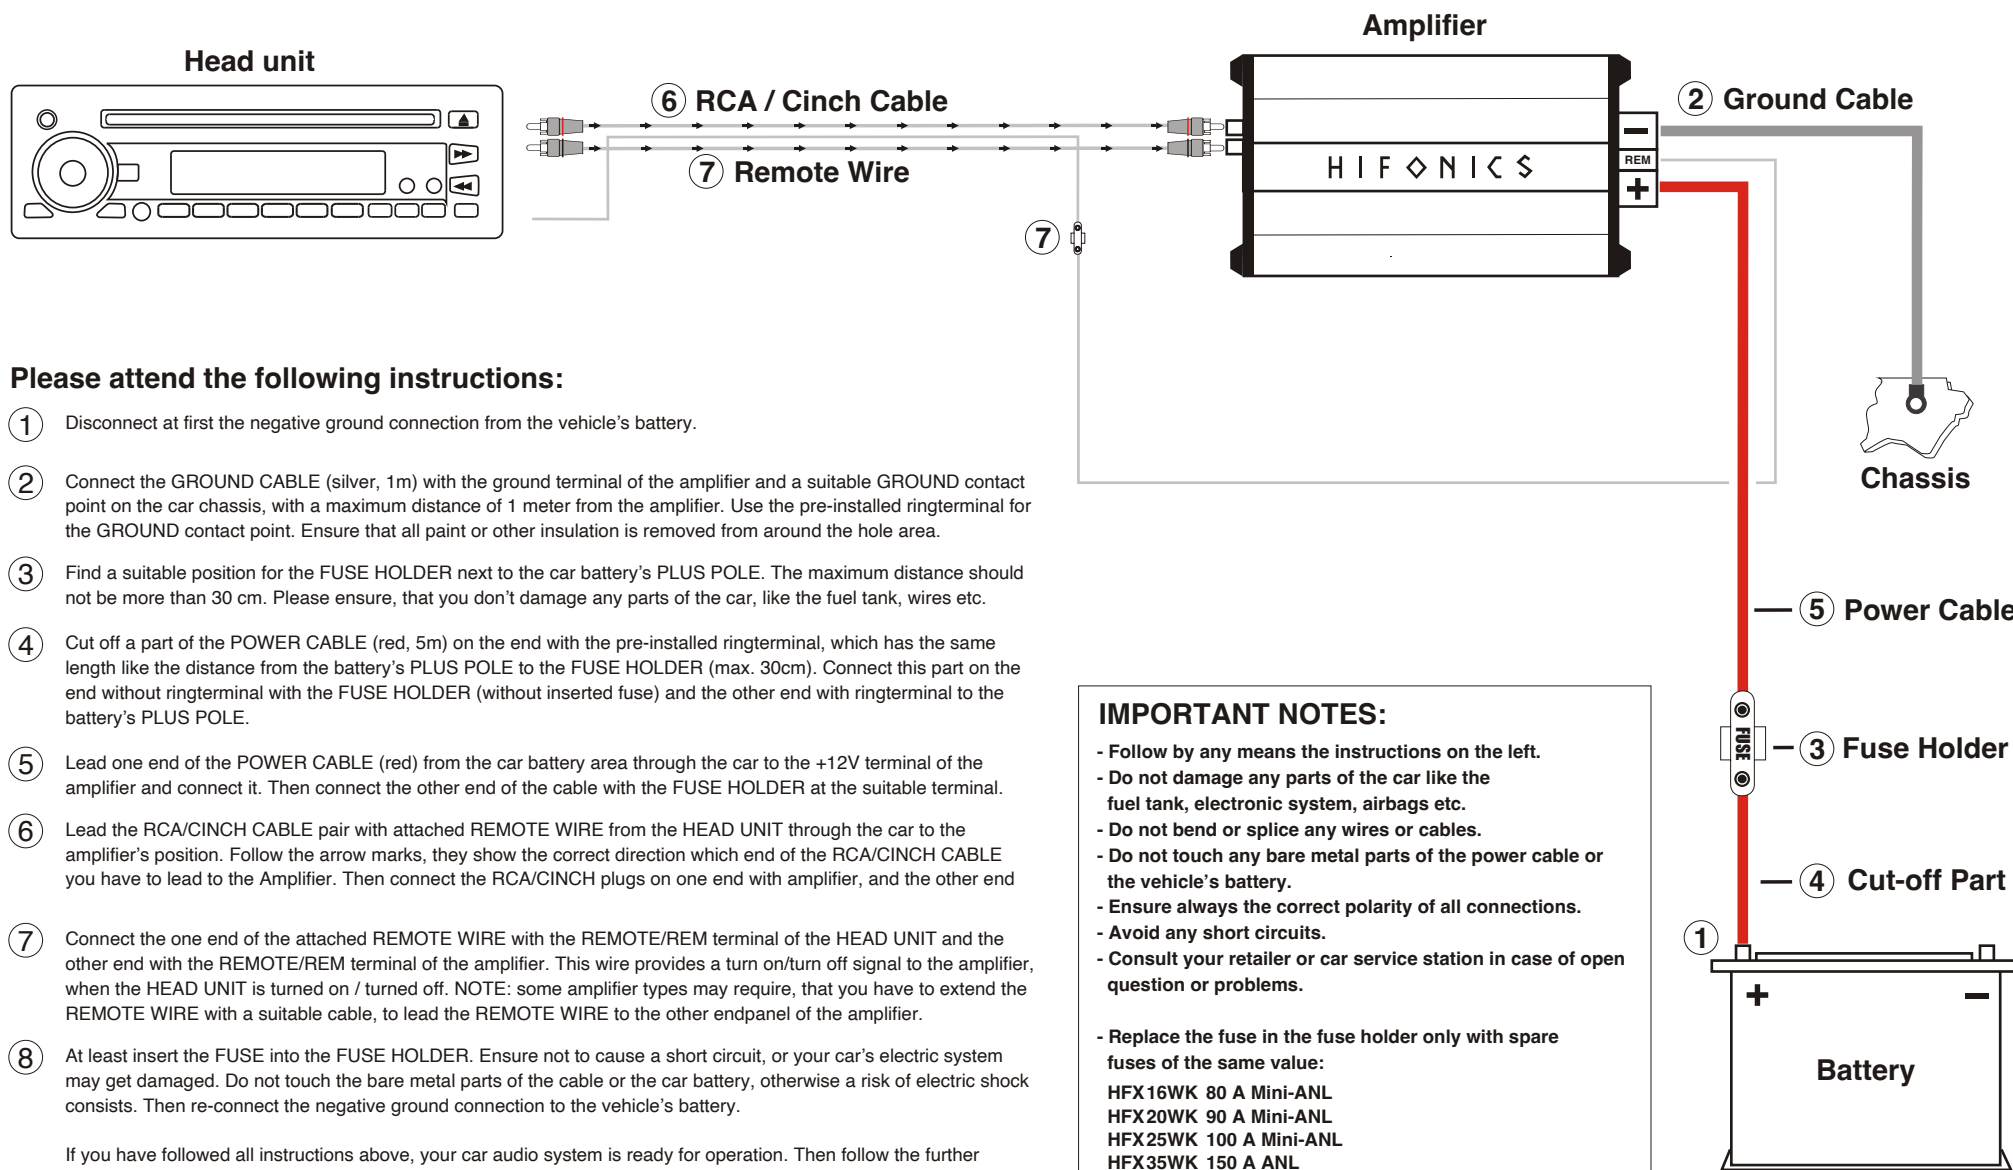 Amplifier
Head unit
⑥ RCA / Cinch Cable
② Ground Cable
HIFONICS
REM
⑦ Remote Wire
⑦
Please attend the following instructions:
① Disconnect at first the negative ground connection from the vehicle's battery.
② Connect the GROUND CABLE (silver, 1m) with the ground terminal of the amplifier and a suitable GROUND contact
point on the car chassis, with a maximum distance of 1 meter from the amplifier. Use the pre-installed ringterminal for
the GROUND contact point. Ensure that all paint or other insulation is removed from around the hole area.
③ Find a suitable position for the FUSE HOLDER next to the car battery's PLUS POLE. The maximum distance should
not be more than 30 cm. Please ensure, that you don't damage any parts of the car, like the fuel tank, wires etc.
④ Cut off a part of the POWER CABLE (red, 5m) on the end with the pre-installed ringterminal, which has the same
length like the distance from the battery's PLUS POLE to the FUSE HOLDER (max. 30cm). Connect this part on the
end without ringterminal with the FUSE HOLDER (without inserted fuse) and the other end with ringterminal to the
battery's PLUS POLE.
⑤ Lead one end of the POWER CABLE (red) from the car battery area through the car to the +12V terminal of the
amplifier and connect it. Then connect the other end of the cable with the FUSE HOLDER at the suitable terminal.
⑥ Lead the RCA/CINCH CABLE pair with attached REMOTE WIRE from the HEAD UNIT through the car to the
amplifier's position. Follow the arrow marks, they show the correct direction which end of the RCA/CINCH CABLE
you have to lead to the Amplifier. Then connect the RCA/CINCH plugs on one end with amplifier, and the other end
⑦ Connect the one end of the attached REMOTE WIRE with the REMOTE/REM terminal of the HEAD UNIT and the
other end with the REMOTE/REM terminal of the amplifier. This wire provides a turn on/turn off signal to the amplifier,
when the HEAD UNIT is turned on / turned off. NOTE: some amplifier types may require, that you have to extend the
REMOTE WIRE with a suitable cable, to lead the REMOTE WIRE to the other endpanel of the amplifier.
⑧ At least insert the FUSE into the FUSE HOLDER. Ensure not to cause a short circuit, or your car's electric system
may get damaged. Do not touch the bare metal parts of the cable or the car battery, otherwise a risk of electric shock
consists. Then re-connect the negative ground connection to the vehicle's battery.
If you have followed all instructions above, your car audio system is ready for operation. Then follow the further
IMPORTANT NOTES:
- Follow by any means the instructions on the left.
- Do not damage any parts of the car like the
fuel tank, electronic system, airbags etc.
- Do not bend or splice any wires or cables.
- Do not touch any bare metal parts of the power cable or
the vehicle's battery.
- Ensure always the correct polarity of all connections.
- Avoid any short circuits.
- Consult your retailer or car service station in case of open
question or problems.
- Replace the fuse in the fuse holder only with spare
fuses of the same value:
HFX16WK 80 A Mini-ANL
HFX20WK 90 A Mini-ANL
HFX25WK 100 A Mini-ANL
HFX35WK 150 A ANL
Chassis
⑤ Power Cable
FUSE
③ Fuse Holder
④ Cut-off Part
①
+ −
Battery